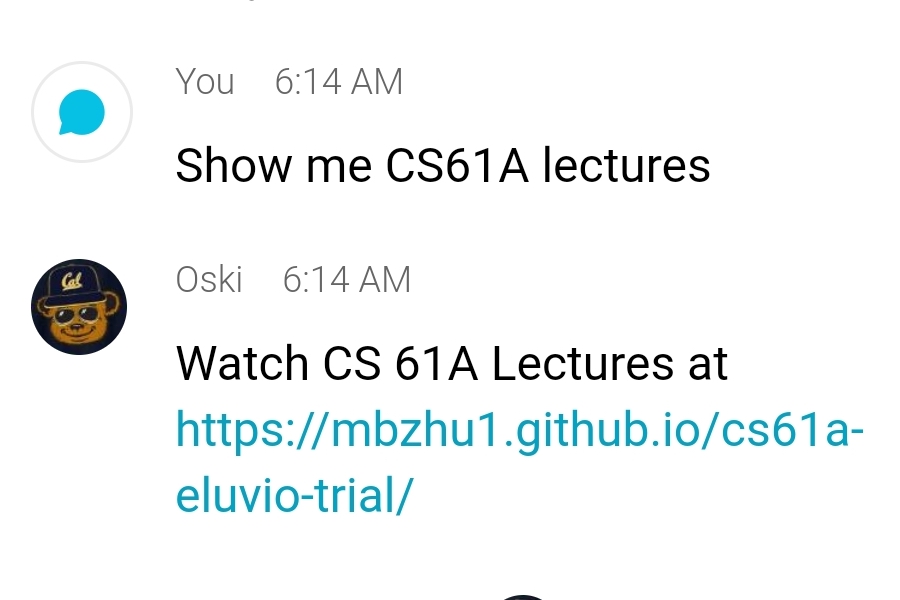 You 6:14 AM
Show me CS61A lectures
Cal
Oski 6:14 AM
Watch CS 61A Lectures at
https://mbzhu1.github.io/cs61a-
eluvio-trial/